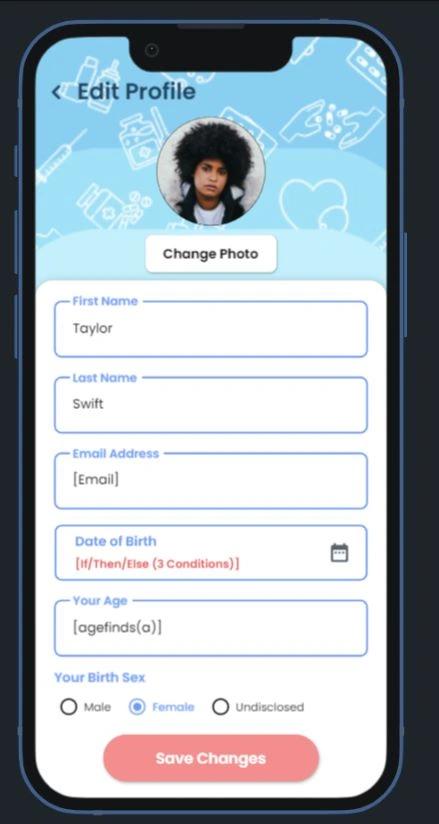 Edit Profile
Change Photo
First Name
Taylor
Last Name
Swift
Email Address
[Email]
Date of Birth
[If/Then/Else (3 Conditions)]
Your Age
[agefinds(a)]
Your Birth Sex
Male Female Undisclosed
Save Changes